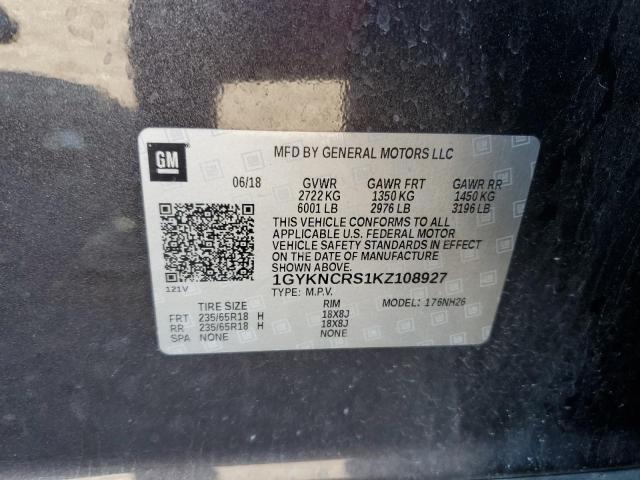 GM
MFD BY GENERAL MOTORS LLC
06/18 GVWR GAWR FRT GAWR RR
2722 KG 1350 KG 1450 KG
6001 LB 2976 LB 3196 LB
THIS VEHICLE CONFORMS TO ALL
APPLICABLE U.S. FEDERAL MOTOR
VEHICLE SAFETY STANDARDS IN EFFECT
ON THE DATE OF MANUFACTURE
SHOWN ABOVE.
1GYKNCRS1KZ108927
121V TYPE: M.P.V. MODEL: 176NH26
TIRE SIZE RIM
FRT 235/65R18 H 18X8J
RR 235/65R18 H 18X8J
SPA NONE NONE